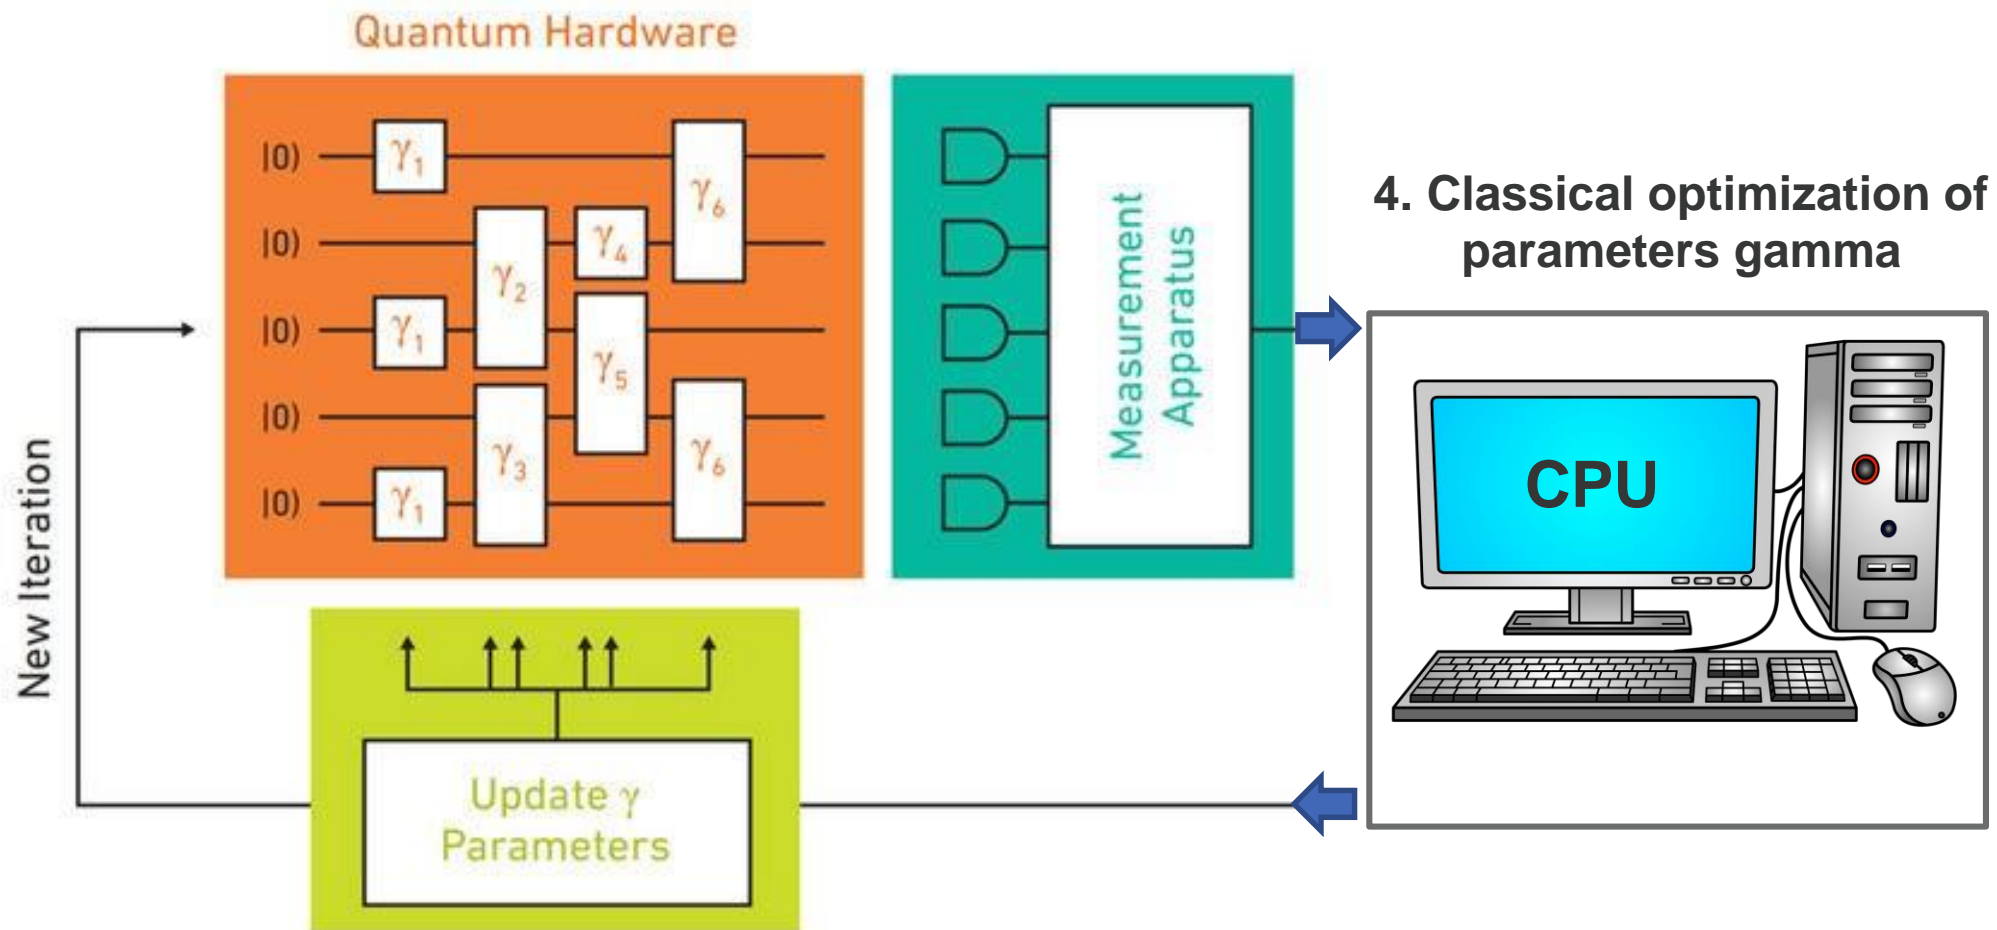 Quantum Hardware
|0⟩ γ₁ γ₆
|0⟩ γ₂ γ₄
|0⟩ γ₁ γ₅
|0⟩ γ₃ γ₆
|0⟩ γ₁
Measurement
Apparatus
4. Classical optimization of
parameters gamma
CPU
New Iteration
Update γ
Parameters